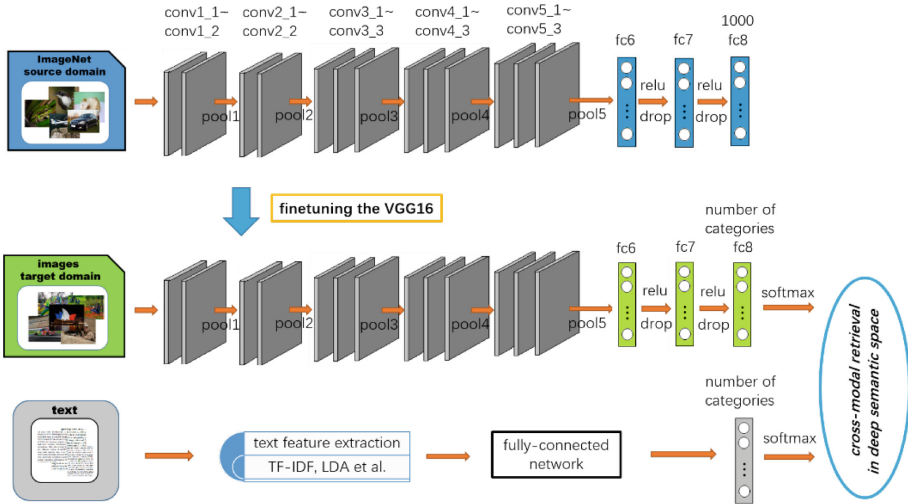 conv1_1~
conv1_2
conv2_1~
conv2_2
conv3_1~
conv3_3
conv4_1~
conv4_3
conv5_1~
conv5_3
1000
fc6
fc7
fc8
ImageNet
source domain
pool1
pool2
pool3
pool4
pool5
relu
drop
relu
drop
finetuning the VGG16
number of
categories
fc6
fc7
fc8
images
target domain
pool1
pool2
pool3
pool4
pool5
relu
drop
relu
drop
softmax
cross-modal retrieval
in deep semantic space
number of
categories
text
text feature extraction
TF-IDF, LDA et al.
fully-connected
network
softmax